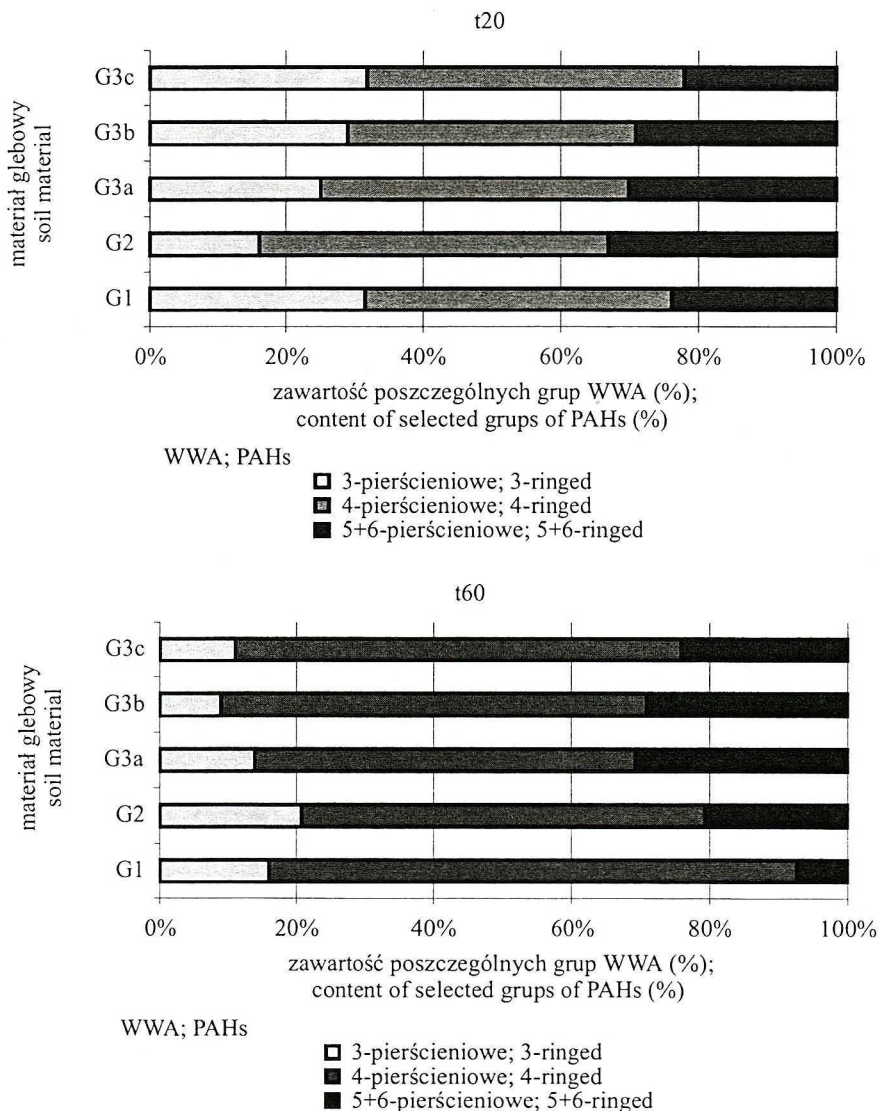 t20
materiał glebowy
soil material
G3c
G3b
G3a
G2
G1
0% 20% 40% 60% 80% 100%
zawartość poszczególnych grup WWA (%);
content of selected grups of PAHs (%)
WWA; PAHs
3-pierścieniowe; 3-ringed
4-pierścieniowe; 4-ringed
5+6-pierścieniowe; 5+6-ringed
t60
materiał glebowy
soil material
G3c
G3b
G3a
G2
G1
0% 20% 40% 60% 80% 100%
zawartość poszczególnych grup WWA (%);
content of selected grups of PAHs (%)
WWA; PAHs
3-pierścieniowe; 3-ringed
4-pierścieniowe; 4-ringed
5+6-pierścieniowe; 5+6-ringed